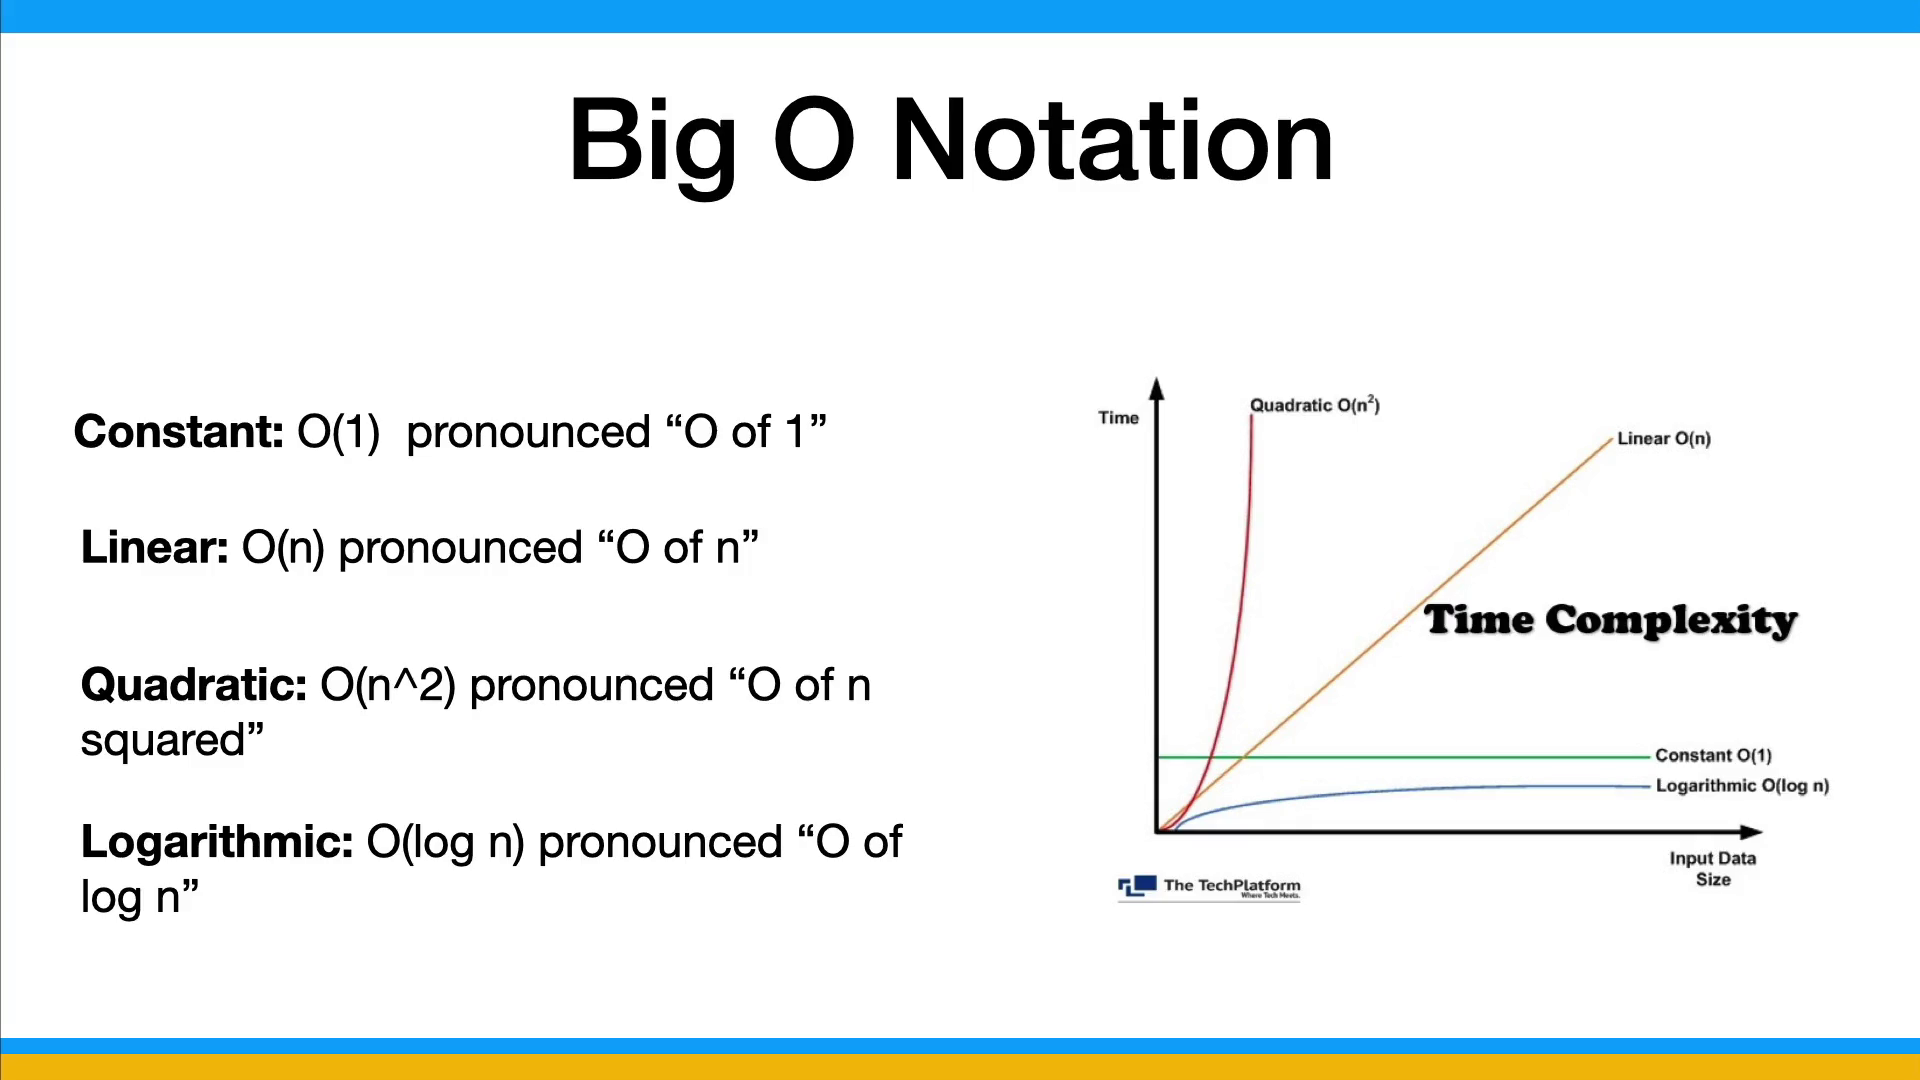 Big O Notation
Constant: O(1)  pronounced “O of 1”
Linear: O(n) pronounced “O of n”
Quadratic: O(n^2) pronounced “O of n
squared”
Logarithmic: O(log n) pronounced “O of
log n”
Time
Quadratic O(n²)
Linear O(n)
Time Complexity
Constant O(1)
Logarithmic O(log n)
Input Data
Size
The TechPlatform
Where Tech Meets.